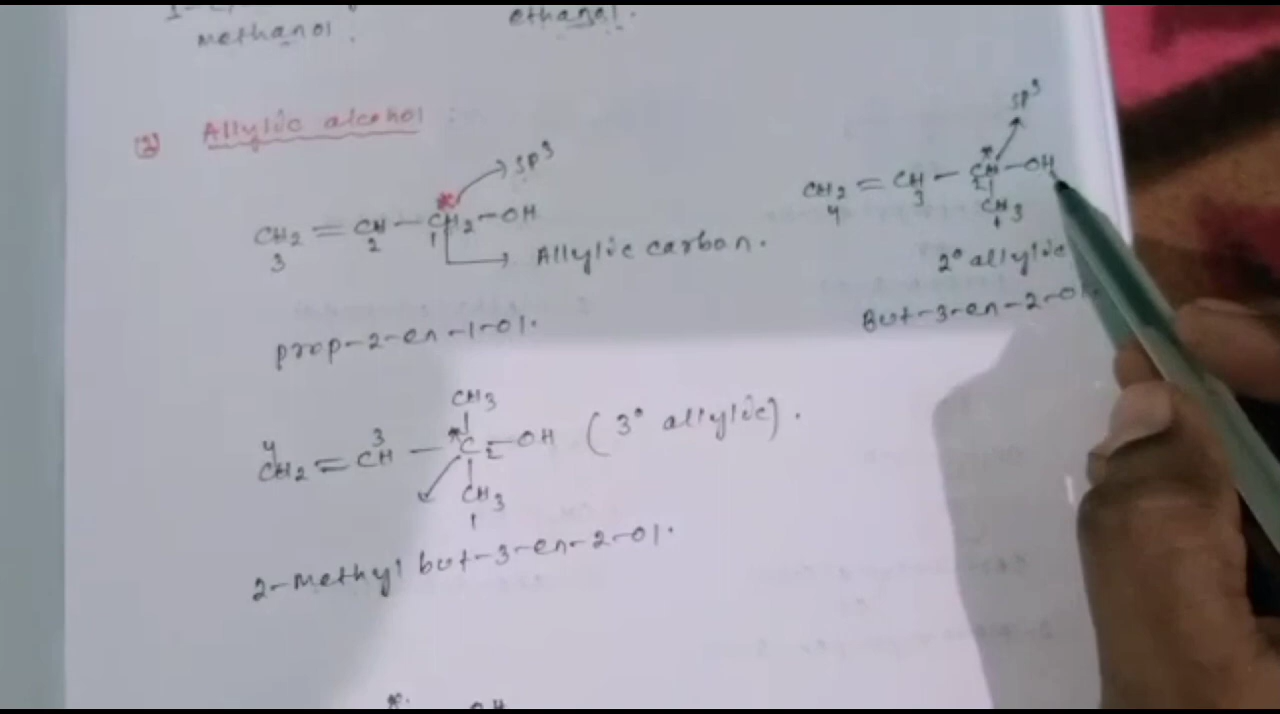 methanol.
ethanal.
(2) Allylic alcohol :
SP3
CH2 = CH - CH2 - OH
3 2 1
Allylic carbon.
prop-2-en-1-ol.
SP3
*
CH2 = CH - CH - OH
4 3 2
CH3
1
2° allylic
But-3-en-2-ol.
CH3
4 3 *
CH2 = CH - C - OH (3° allylic).
2
CH3
1
2-Methyl but-3-en-2-ol.
*
OH